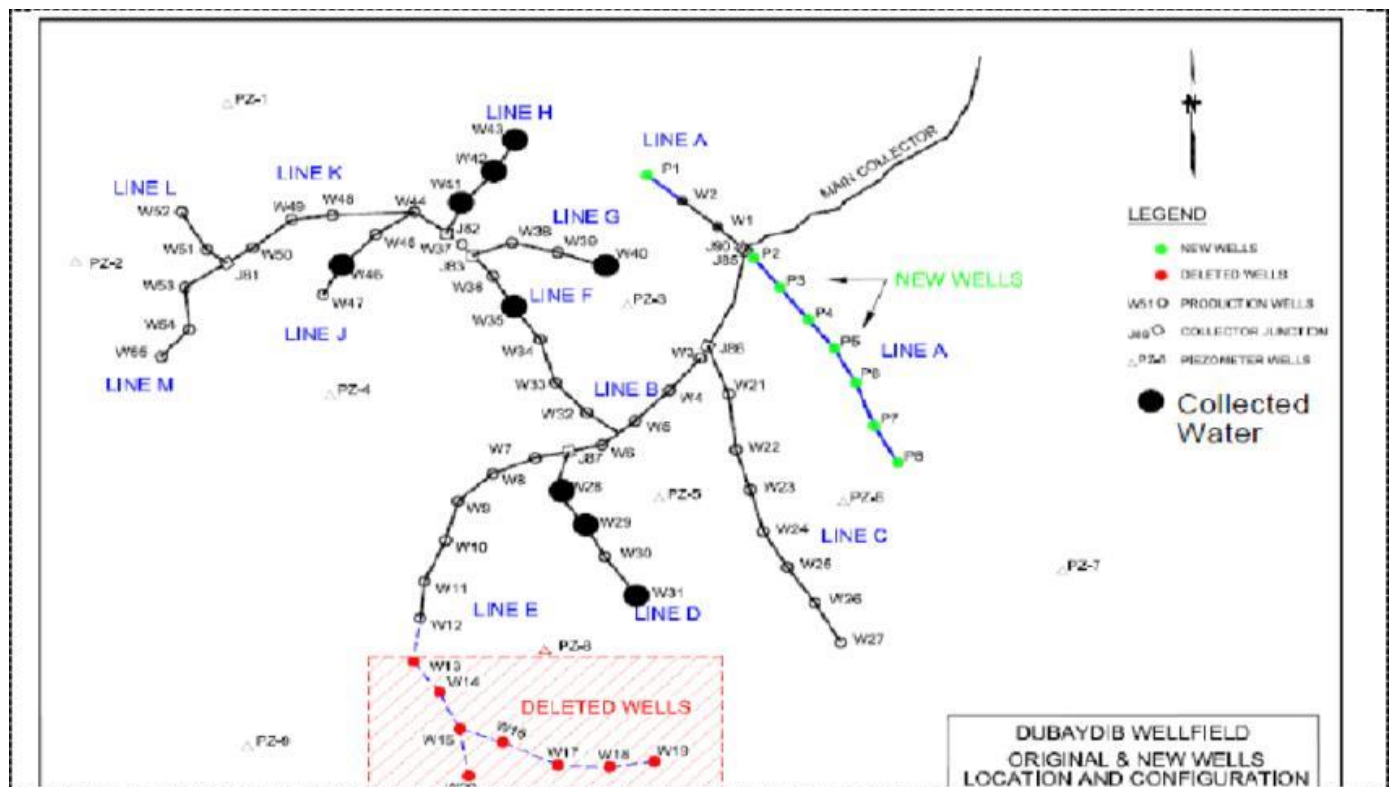 PZ-1
LINE H
W43
W42
W41
LINE K
LINE L
W52
W49
W48
W44
J82
W51
W50
J81
W45
W37
J83
W38
LINE G
W39
W40
PZ-2
W53
W46
W36
W47
W35
LINE F
PZ-3
LINE J
W54
W34
LINE M
PZ-4
W33
W32
LINE B
LINE A
P1
W2
W1
MAIN COLLECTOR
N
J85
P2
P3
NEW WELLS
P4
P5
LINE A
P6
P7
J86
W3
W4
W5
W6
W21
W22
W23
W24
W25
W26
W27
LINE C
LEGEND
NEW WELLS
DELETED WELLS
W51 PRODUCTION WELLS
COLLECTOR JUNCTION
PIEZOMETER WELLS
Collected
Water
W7
J87
W8
W28
PZ-5
PZ-6
W9
W29
W10
W30
W11
W31
LINE E
LINE D
W12
PZ-7
PZ-8
W13
W14
DELETED WELLS
W15
W16
W17
W18
W19
PZ-9
DUBAYDIB WELLFIELD
ORIGINAL & NEW WELLS
LOCATION AND CONFIGURATION